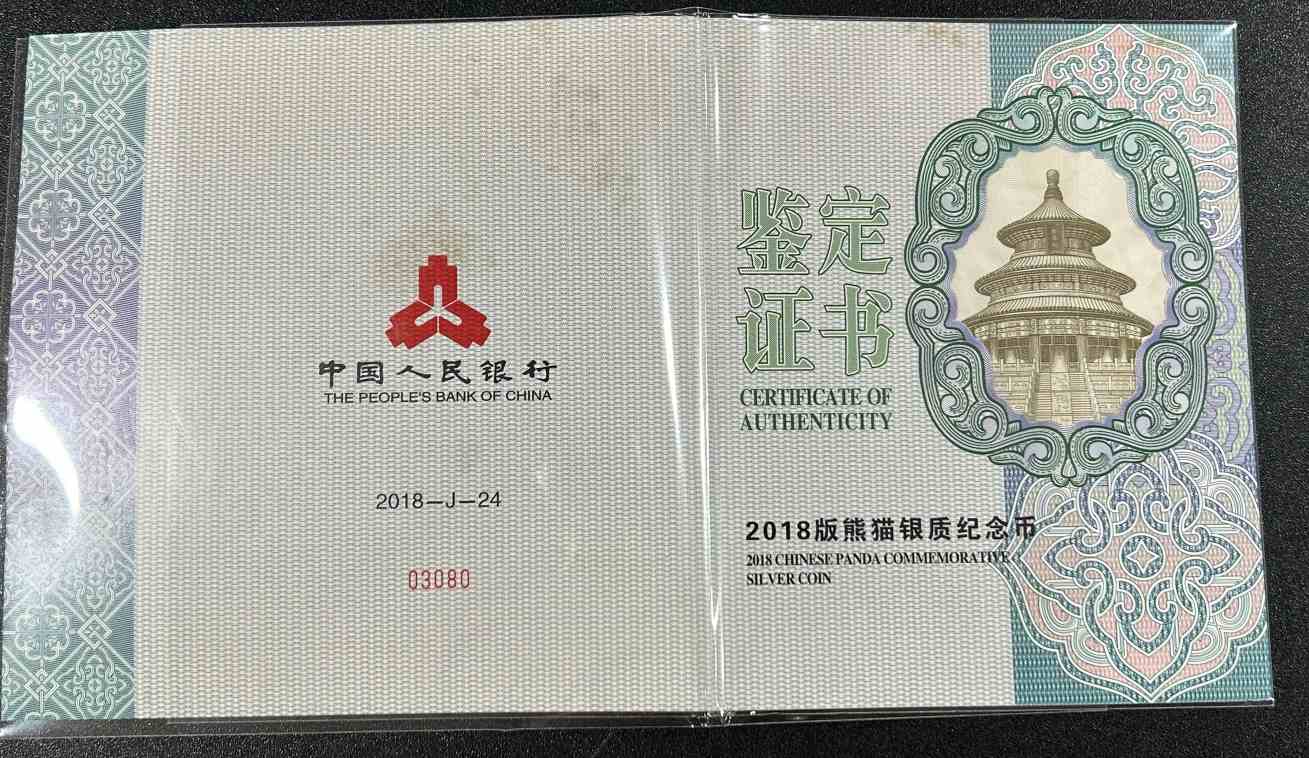 中国人民银行
THE PEOPLE'S BANK OF CHINA
2018—J—24
03080
鉴定
证书
CERTIFICATE OF
AUTHENTICITY
2018版熊猫银质纪念币
2018 CHINESE PANDA COMMEMORATIVE
SILVER COIN